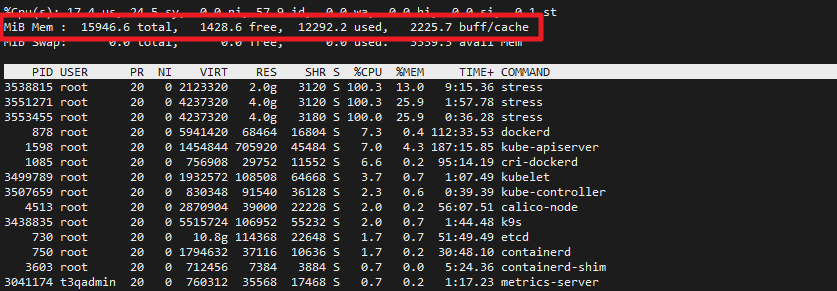 %Cpu(s): 17.4 us, 24.5 sy, 0.0 ni, 57.9 id, 0.0 wa, 0.0 hi, 0.0 si, 0.1 st
MiB Mem : 15946.6 total, 1428.6 free, 12292.2 used, 2225.7 buff/cache
MiB Swap: 0.0 total, 0.0 free, 0.0 used. 3359.5 avail Mem
PID USER PR NI VIRT RES SHR S %CPU %MEM TIME+ COMMAND
3538815 root 20 0 2123320 2.0g 3120 S 100.3 13.0 9:15.36 stress
3551271 root 20 0 4237320 4.0g 3120 S 100.3 25.9 1:57.78 stress
3553455 root 20 0 4237320 4.0g 3180 S 100.0 25.9 0:36.28 stress
878 root 20 0 5941420 68464 16804 S 7.3 0.4 112:33.53 dockerd
1598 root 20 0 1454844 705920 45484 S 7.0 4.3 187:15.85 kube-apiserver
1085 root 20 0 756908 29752 11552 S 6.6 0.2 95:14.19 cri-dockerd
3499789 root 20 0 1932572 108508 64668 S 3.7 0.7 1:07.49 kubelet
3507659 root 20 0 830348 91540 36128 S 2.3 0.6 0:39.39 kube-controller
4513 root 20 0 2870904 39000 22228 S 2.0 0.2 56:07.51 calico-node
3438835 root 20 0 5515724 106952 55232 S 2.0 0.7 1:44.48 k9s
730 root 20 0 10.8g 114368 22648 S 1.7 0.7 51:49.49 etcd
750 root 20 0 1794632 37116 10636 S 1.7 0.2 30:48.10 containerd
3603 root 20 0 712456 7384 3884 S 0.7 0.0 5:24.36 containerd-shim
3041174 t3qadmin 20 0 760312 35568 17468 S 0.7 0.2 1:17.23 metrics-server